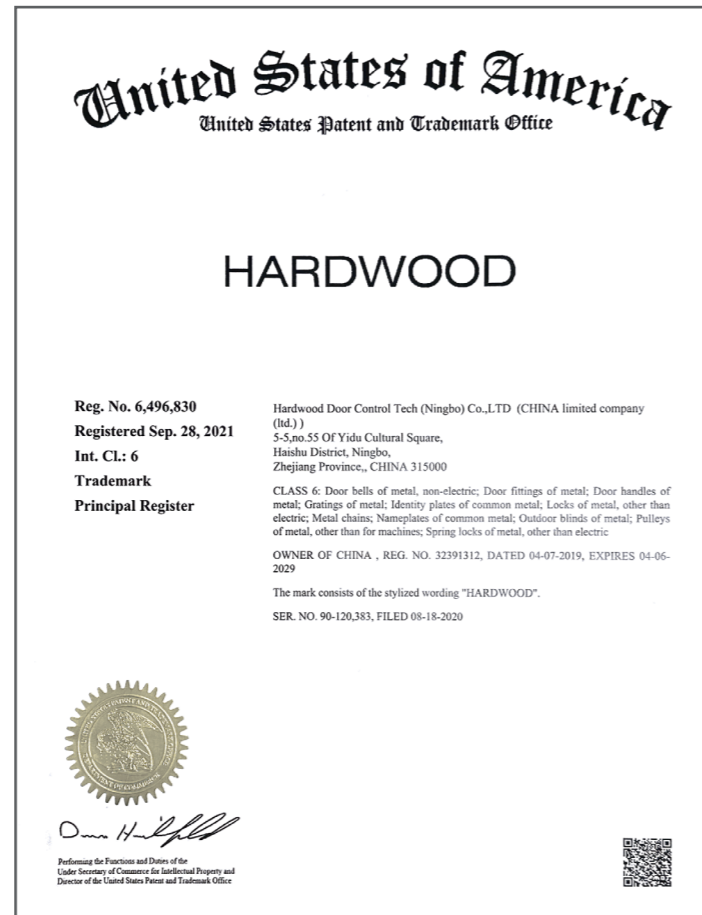 United States of America
United States Patent and Trademark Office
HARDWOOD
Reg. No. 6,496,830
Registered Sep. 28, 2021
Int. Cl.: 6
Trademark
Principal Register
Hardwood Door Control Tech (Ningbo) Co.,LTD (CHINA limited company
(ltd.) )
5-5,no.55 Of Yidu Cultural Square,
Haishu District, Ningbo,
Zhejiang Province,, CHINA 315000
CLASS 6: Door bells of metal, non-electric; Door fittings of metal; Door handles of
metal; Gratings of metal; Identity plates of common metal; Locks of metal, other than
electric; Metal chains; Nameplates of common metal; Outdoor blinds of metal; Pulleys
of metal, other than for machines; Spring locks of metal, other than electric
OWNER OF CHINA , REG. NO. 32391312, DATED 04-07-2019, EXPIRES 04-06-
2029
The mark consists of the stylized wording "HARDWOOD".
SER. NO. 90-120,383, FILED 08-18-2020
Performing the Functions and Duties of the
Under Secretary of Commerce for Intellectual Property and
Director of the United States Patent and Trademark Office